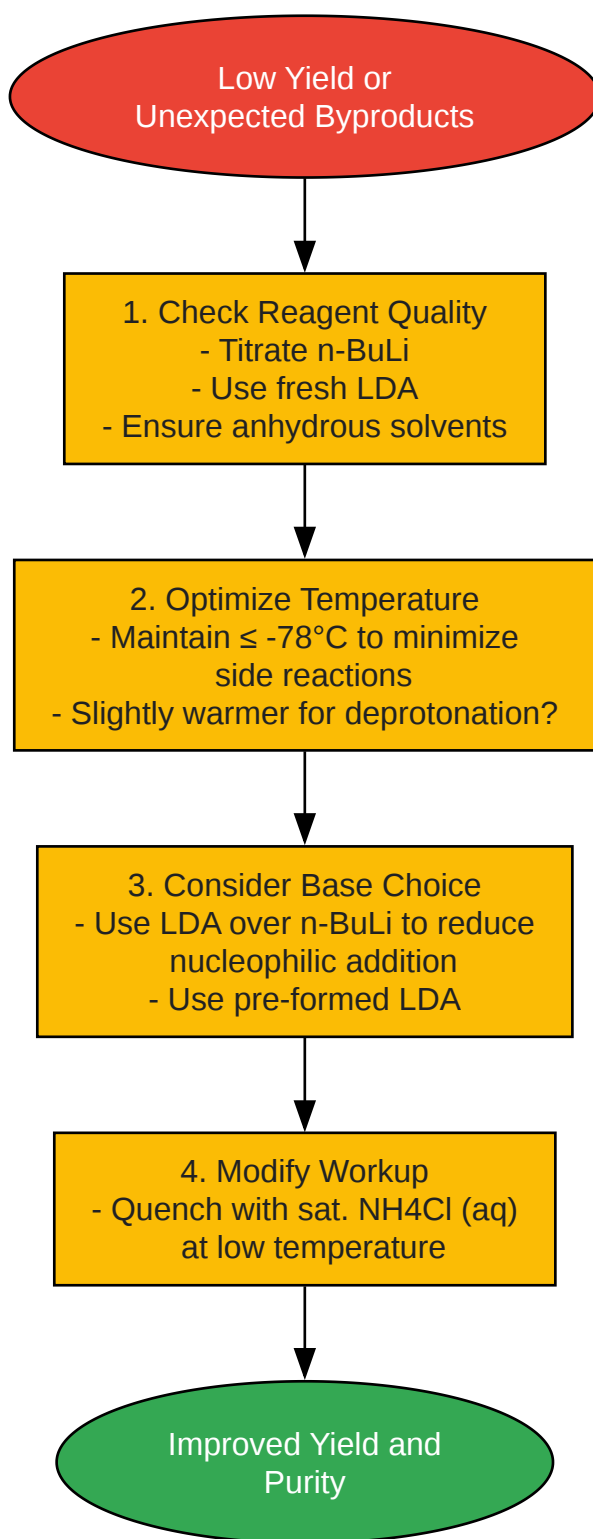 Low Yield or
Unexpected Byproducts
1. Check Reagent Quality
- Titrate n-BuLi
- Use fresh LDA
- Ensure anhydrous solvents
2. Optimize Temperature
- Maintain ≤ -78°C to minimize
side reactions
- Slightly warmer for deprotonation?
3. Consider Base Choice
- Use LDA over n-BuLi to reduce
nucleophilic addition
- Use pre-formed LDA
4. Modify Workup
- Quench with sat. NH4Cl (aq)
at low temperature
Improved Yield and
Purity